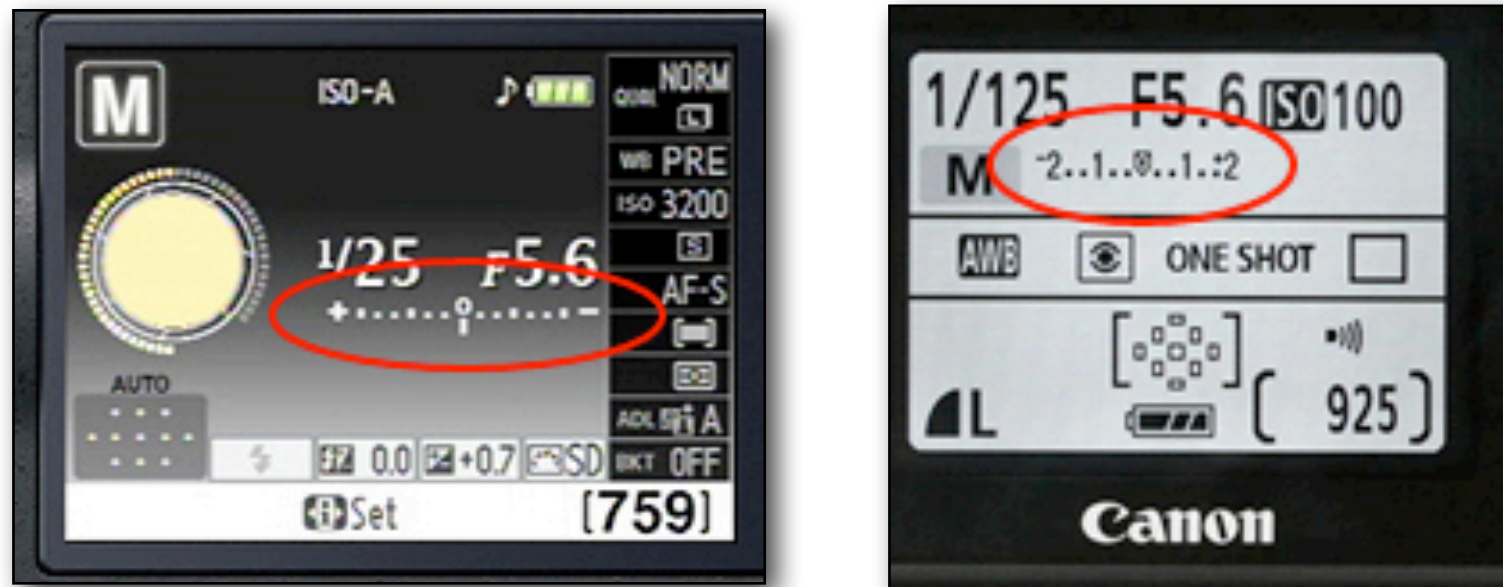 M ISO-A QUAL NORM
L
WB PRE
ISO 3200
S
1/25 F5.6
AF-S
+ 0 -
AUTO
ADL A
0.0 +0.7 SD BKT OFF
i Set [759]
1/125 F5.6 ISO 100
M -2..1..0..1..+2
AWB ONE SHOT
L [ 925 ]
Canon